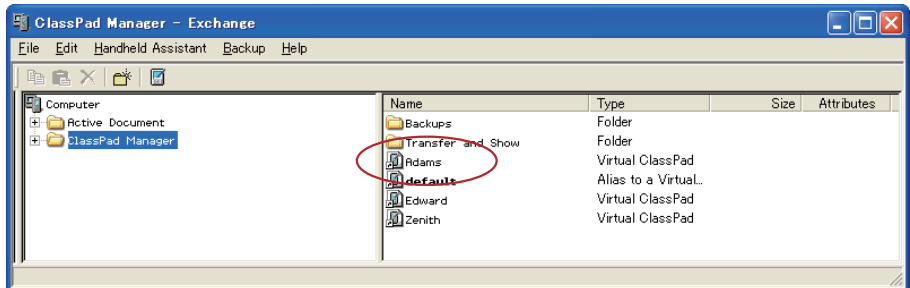 ClassPad Manager - Exchange
File Edit Handheld Assistant Backup Help
Computer
Active Document
ClassPad Manager
Name Type Size Attributes
Backups Folder
Transfer and Show Folder
Adams Virtual ClassPad
default Alias to a Virtual...
Edward Virtual ClassPad
Zenith Virtual ClassPad